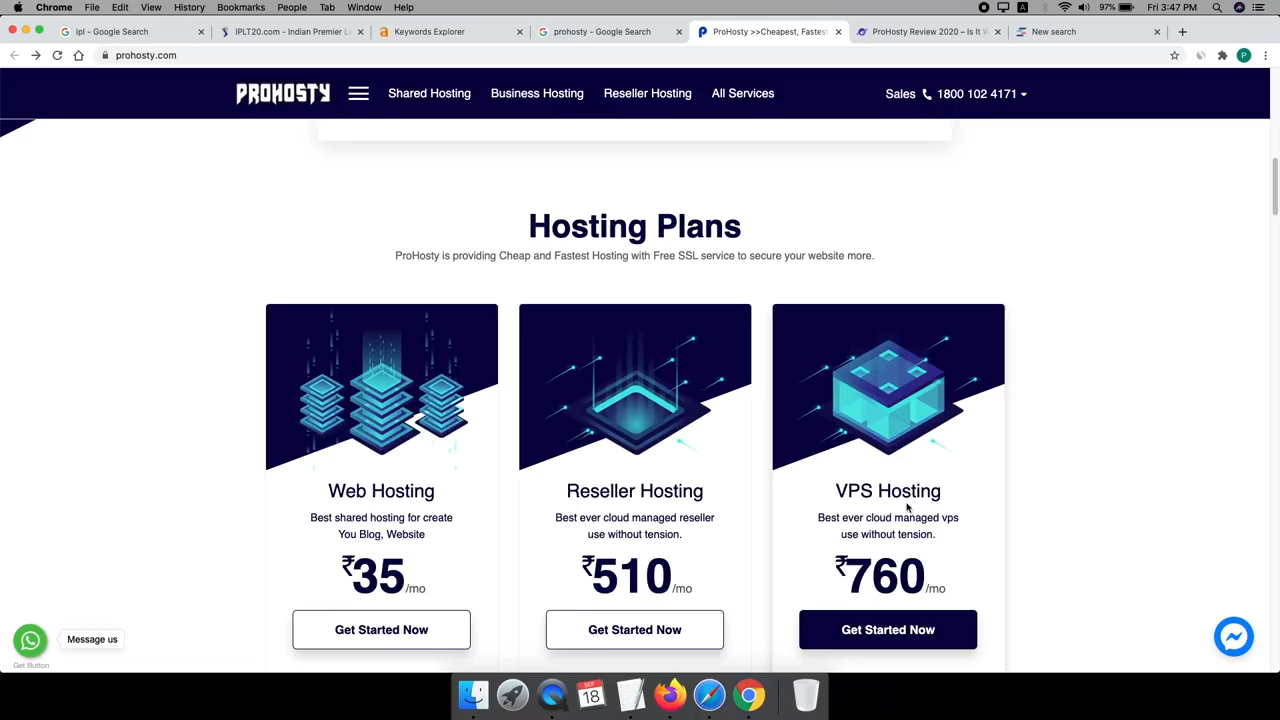 Chrome File Edit View History Bookmarks People Tab Window Help
A 97% Fri 3:47 PM
ipl - Google Search
IPLT20.com - Indian Premier Le
Keywords Explorer
prohosty - Google Search
ProHosty >>Cheapest, Fastest
ProHosty Review 2020 – Is It W
New search
prohosty.com
P
PROHOSTY
Shared Hosting
Business Hosting
Reseller Hosting
All Services
Sales 1800 102 4171
Hosting Plans
ProHosty is providing Cheap and Fastest Hosting with Free SSL service to secure your website more.
Web Hosting
Best shared hosting for create
You Blog, Website
₹35/mo
Get Started Now
Reseller Hosting
Best ever cloud managed reseller
use without tension.
₹510/mo
Get Started Now
VPS Hosting
Best ever cloud managed vps
use without tension.
₹760/mo
Get Started Now
Message us
Get Button
SEP
18